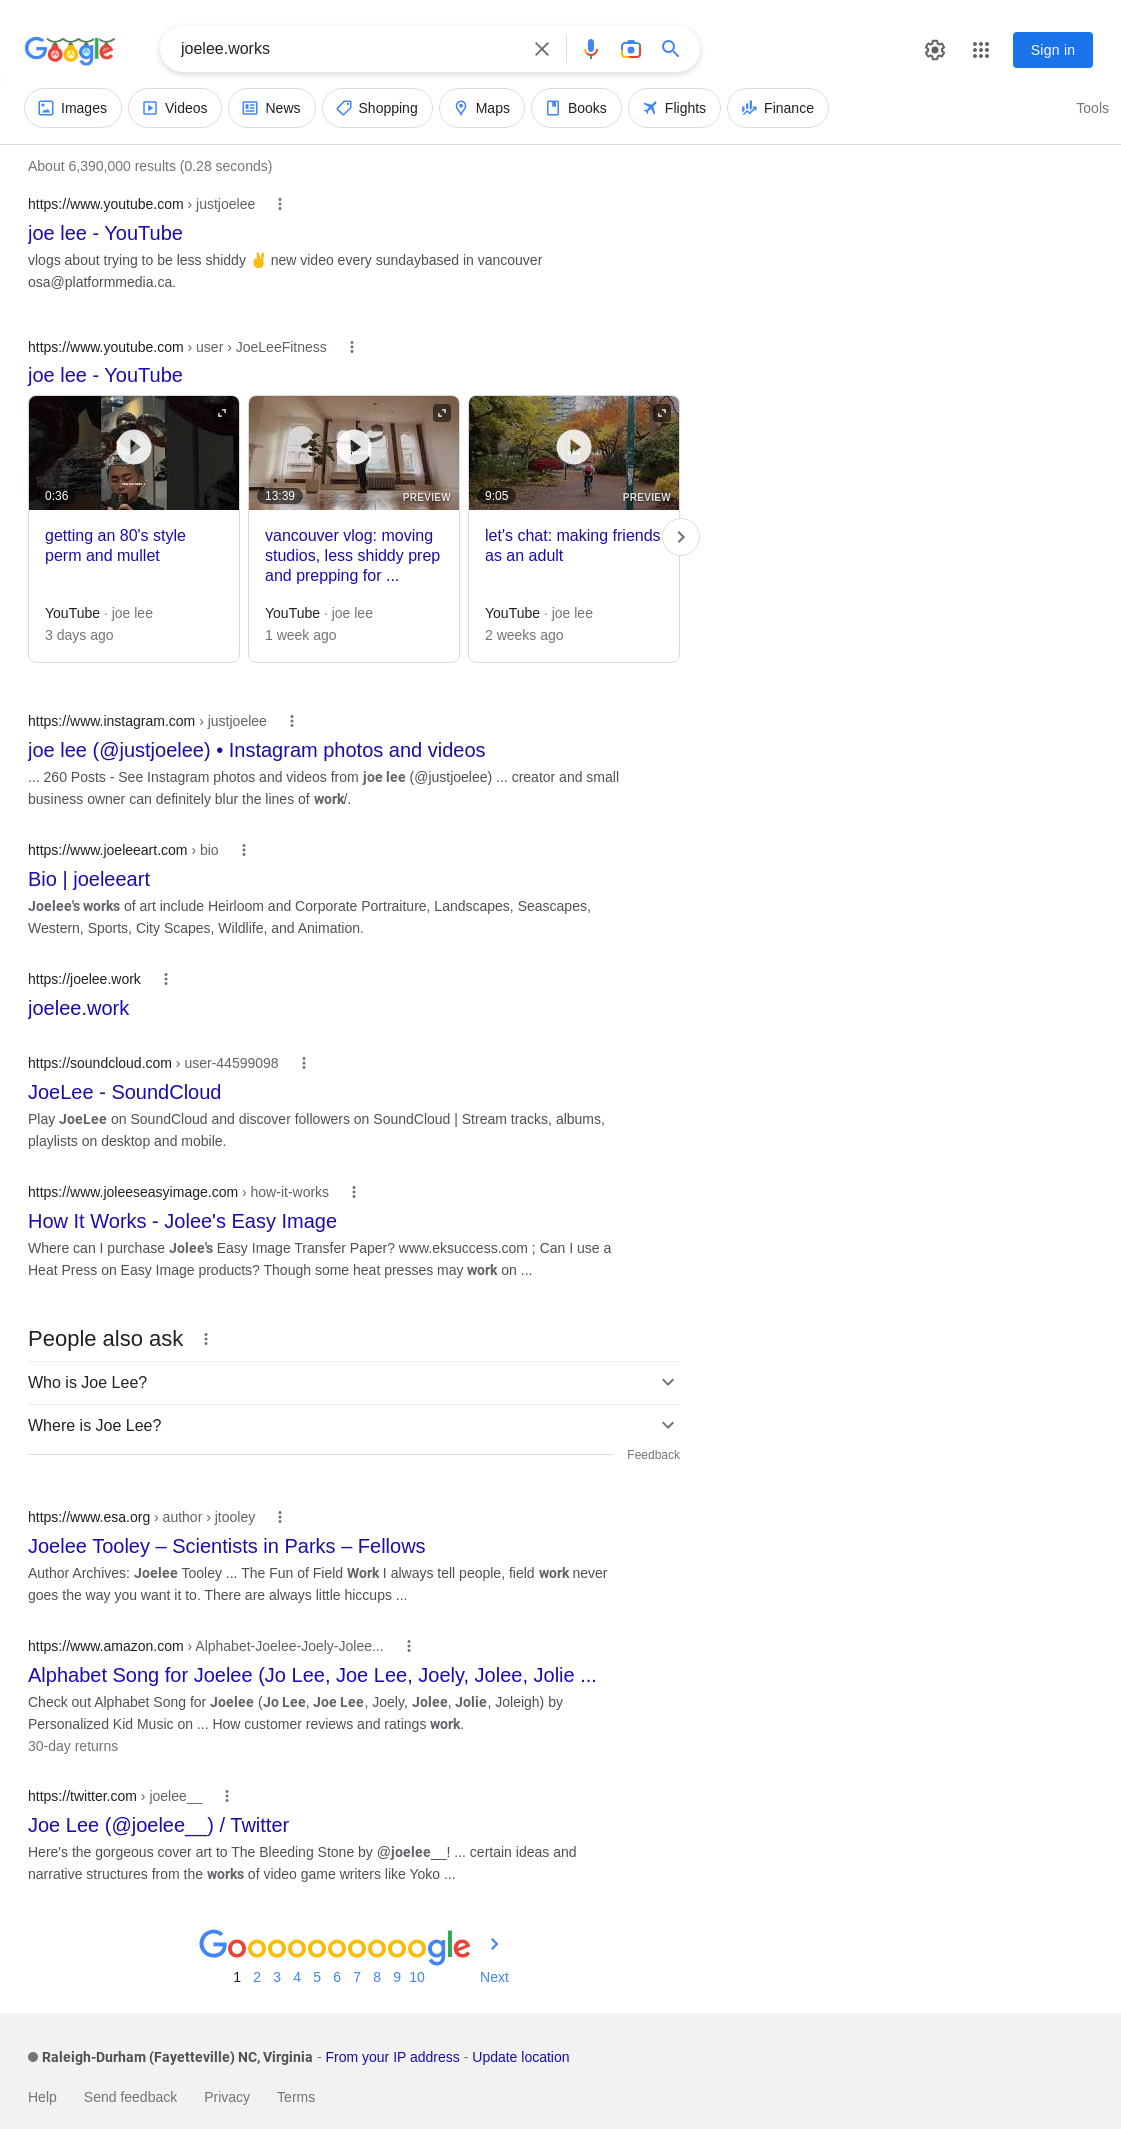 Google
joelee.works
Sign in
Images
Videos
News
Shopping
Maps
Books
Flights
Finance
Tools
About 6,390,000 results (0.28 seconds)
https://www.youtube.com › justjoelee
joe lee - YouTube
vlogs about trying to be less shiddy ✌ new video every sundaybased in vancouver
osa@platformmedia.ca.
https://www.youtube.com › user › JoeLeeFitness
joe lee - YouTube
0:36
13:39
PREVIEW
9:05
PREVIEW
getting an 80's style
perm and mullet
YouTube · joe lee
3 days ago
vancouver vlog: moving
studios, less shiddy prep
and prepping for ...
YouTube · joe lee
1 week ago
let's chat: making friends
as an adult
YouTube · joe lee
2 weeks ago
https://www.instagram.com › justjoelee
joe lee (@justjoelee) • Instagram photos and videos
... 260 Posts - See Instagram photos and videos from joe lee (@justjoelee) ... creator and small
business owner can definitely blur the lines of work/.
https://www.joeleeart.com › bio
Bio | joeleeart
Joelee's works of art include Heirloom and Corporate Portraiture, Landscapes, Seascapes,
Western, Sports, City Scapes, Wildlife, and Animation.
https://joelee.work
joelee.work
https://soundcloud.com › user-44599098
JoeLee - SoundCloud
Play JoeLee on SoundCloud and discover followers on SoundCloud | Stream tracks, albums,
playlists on desktop and mobile.
https://www.joleeseasyimage.com › how-it-works
How It Works - Jolee's Easy Image
Where can I purchase Jolee's Easy Image Transfer Paper? www.eksuccess.com ; Can I use a
Heat Press on Easy Image products? Though some heat presses may work on ...
People also ask
Who is Joe Lee?
Where is Joe Lee?
Feedback
https://www.esa.org › author › jtooley
Joelee Tooley – Scientists in Parks – Fellows
Author Archives: Joelee Tooley ... The Fun of Field Work I always tell people, field work never
goes the way you want it to. There are always little hiccups ...
https://www.amazon.com › Alphabet-Joelee-Joely-Jolee...
Alphabet Song for Joelee (Jo Lee, Joe Lee, Joely, Jolee, Jolie ...
Check out Alphabet Song for Joelee (Jo Lee, Joe Lee, Joely, Jolee, Jolie, Joleigh) by
Personalized Kid Music on ... How customer reviews and ratings work.
30-day returns
https://twitter.com › joelee__
Joe Lee (@joelee__) / Twitter
Here's the gorgeous cover art to The Bleeding Stone by @joelee__! ... certain ideas and
narrative structures from the works of video game writers like Yoko ...
Goooooooooogle
1 2 3 4 5 6 7 8 9 10 Next
Raleigh-Durham (Fayetteville) NC, Virginia - From your IP address - Update location
Help Send feedback Privacy Terms